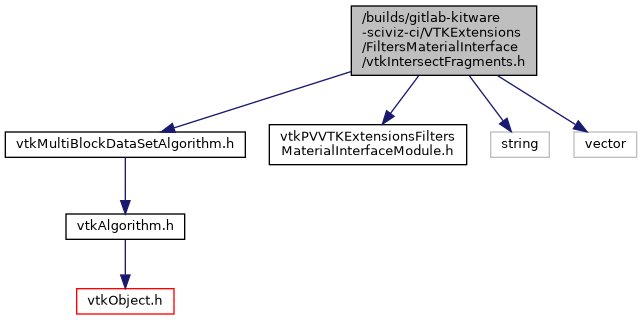 /builds/gitlab-kitware
-sciviz-ci/VTKExtensions
/FiltersMaterialInterface
/vtkIntersectFragments.h
vtkMultiBlockDataSetAlgorithm.h
vtkPVVTKExtensionsFilters
MaterialInterfaceModule.h
string
vector
vtkAlgorithm.h
vtkObject.h